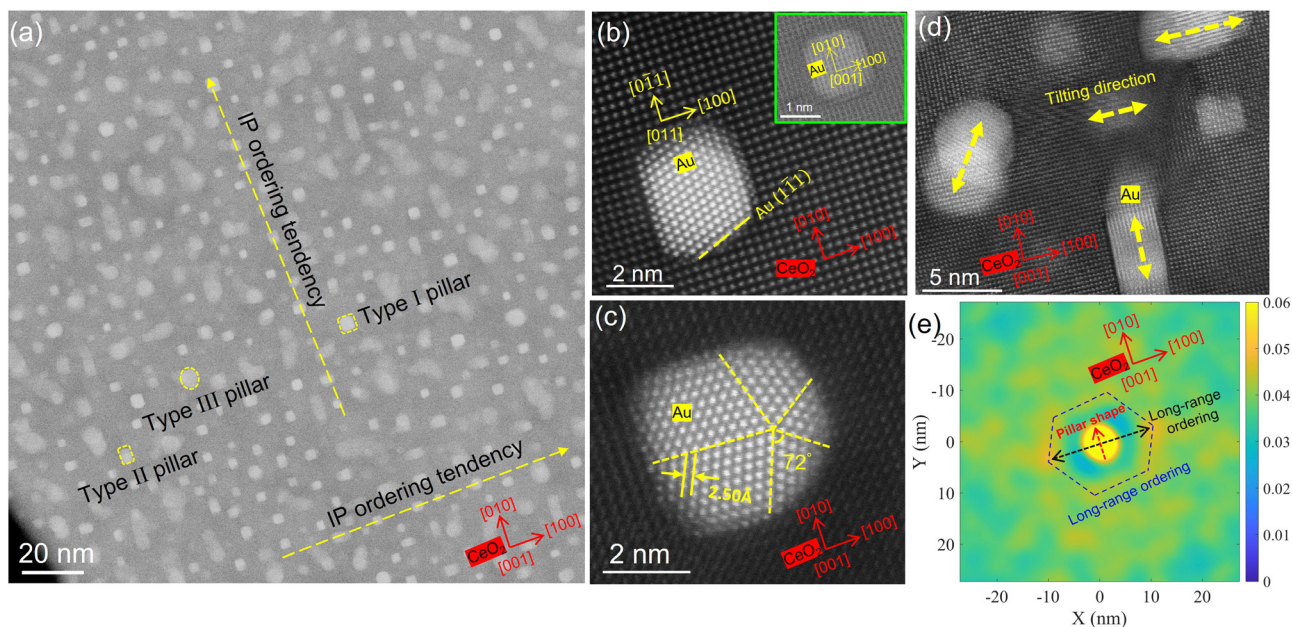 (a)
IP ordering tendency
Type I pillar
Type III pillar
Type II pillar
IP ordering tendency
[010]
[100]
CeO₂
[001]
20 nm
(b)
[01̄1]
[100]
[011]
Au
Au (11̄1)
[010]
[100]
CeO₂
[001]
2 nm
[010]
Au
[100]
[001]
1 nm
(c)
Au
72°
2.50Å
[010]
[100]
CeO₂
[001]
2 nm
(d)
Tilting direction
Au
[010]
[100]
CeO₂
[001]
5 nm
(e)
[010]
[100]
CeO₂
[001]
Pillar shape
Long-range
ordering
Long-range ordering
-20
-10
0
10
20
Y (nm)
-20 -10 0 10 20
X (nm)
0.06
0.05
0.04
0.03
0.02
0.01
0